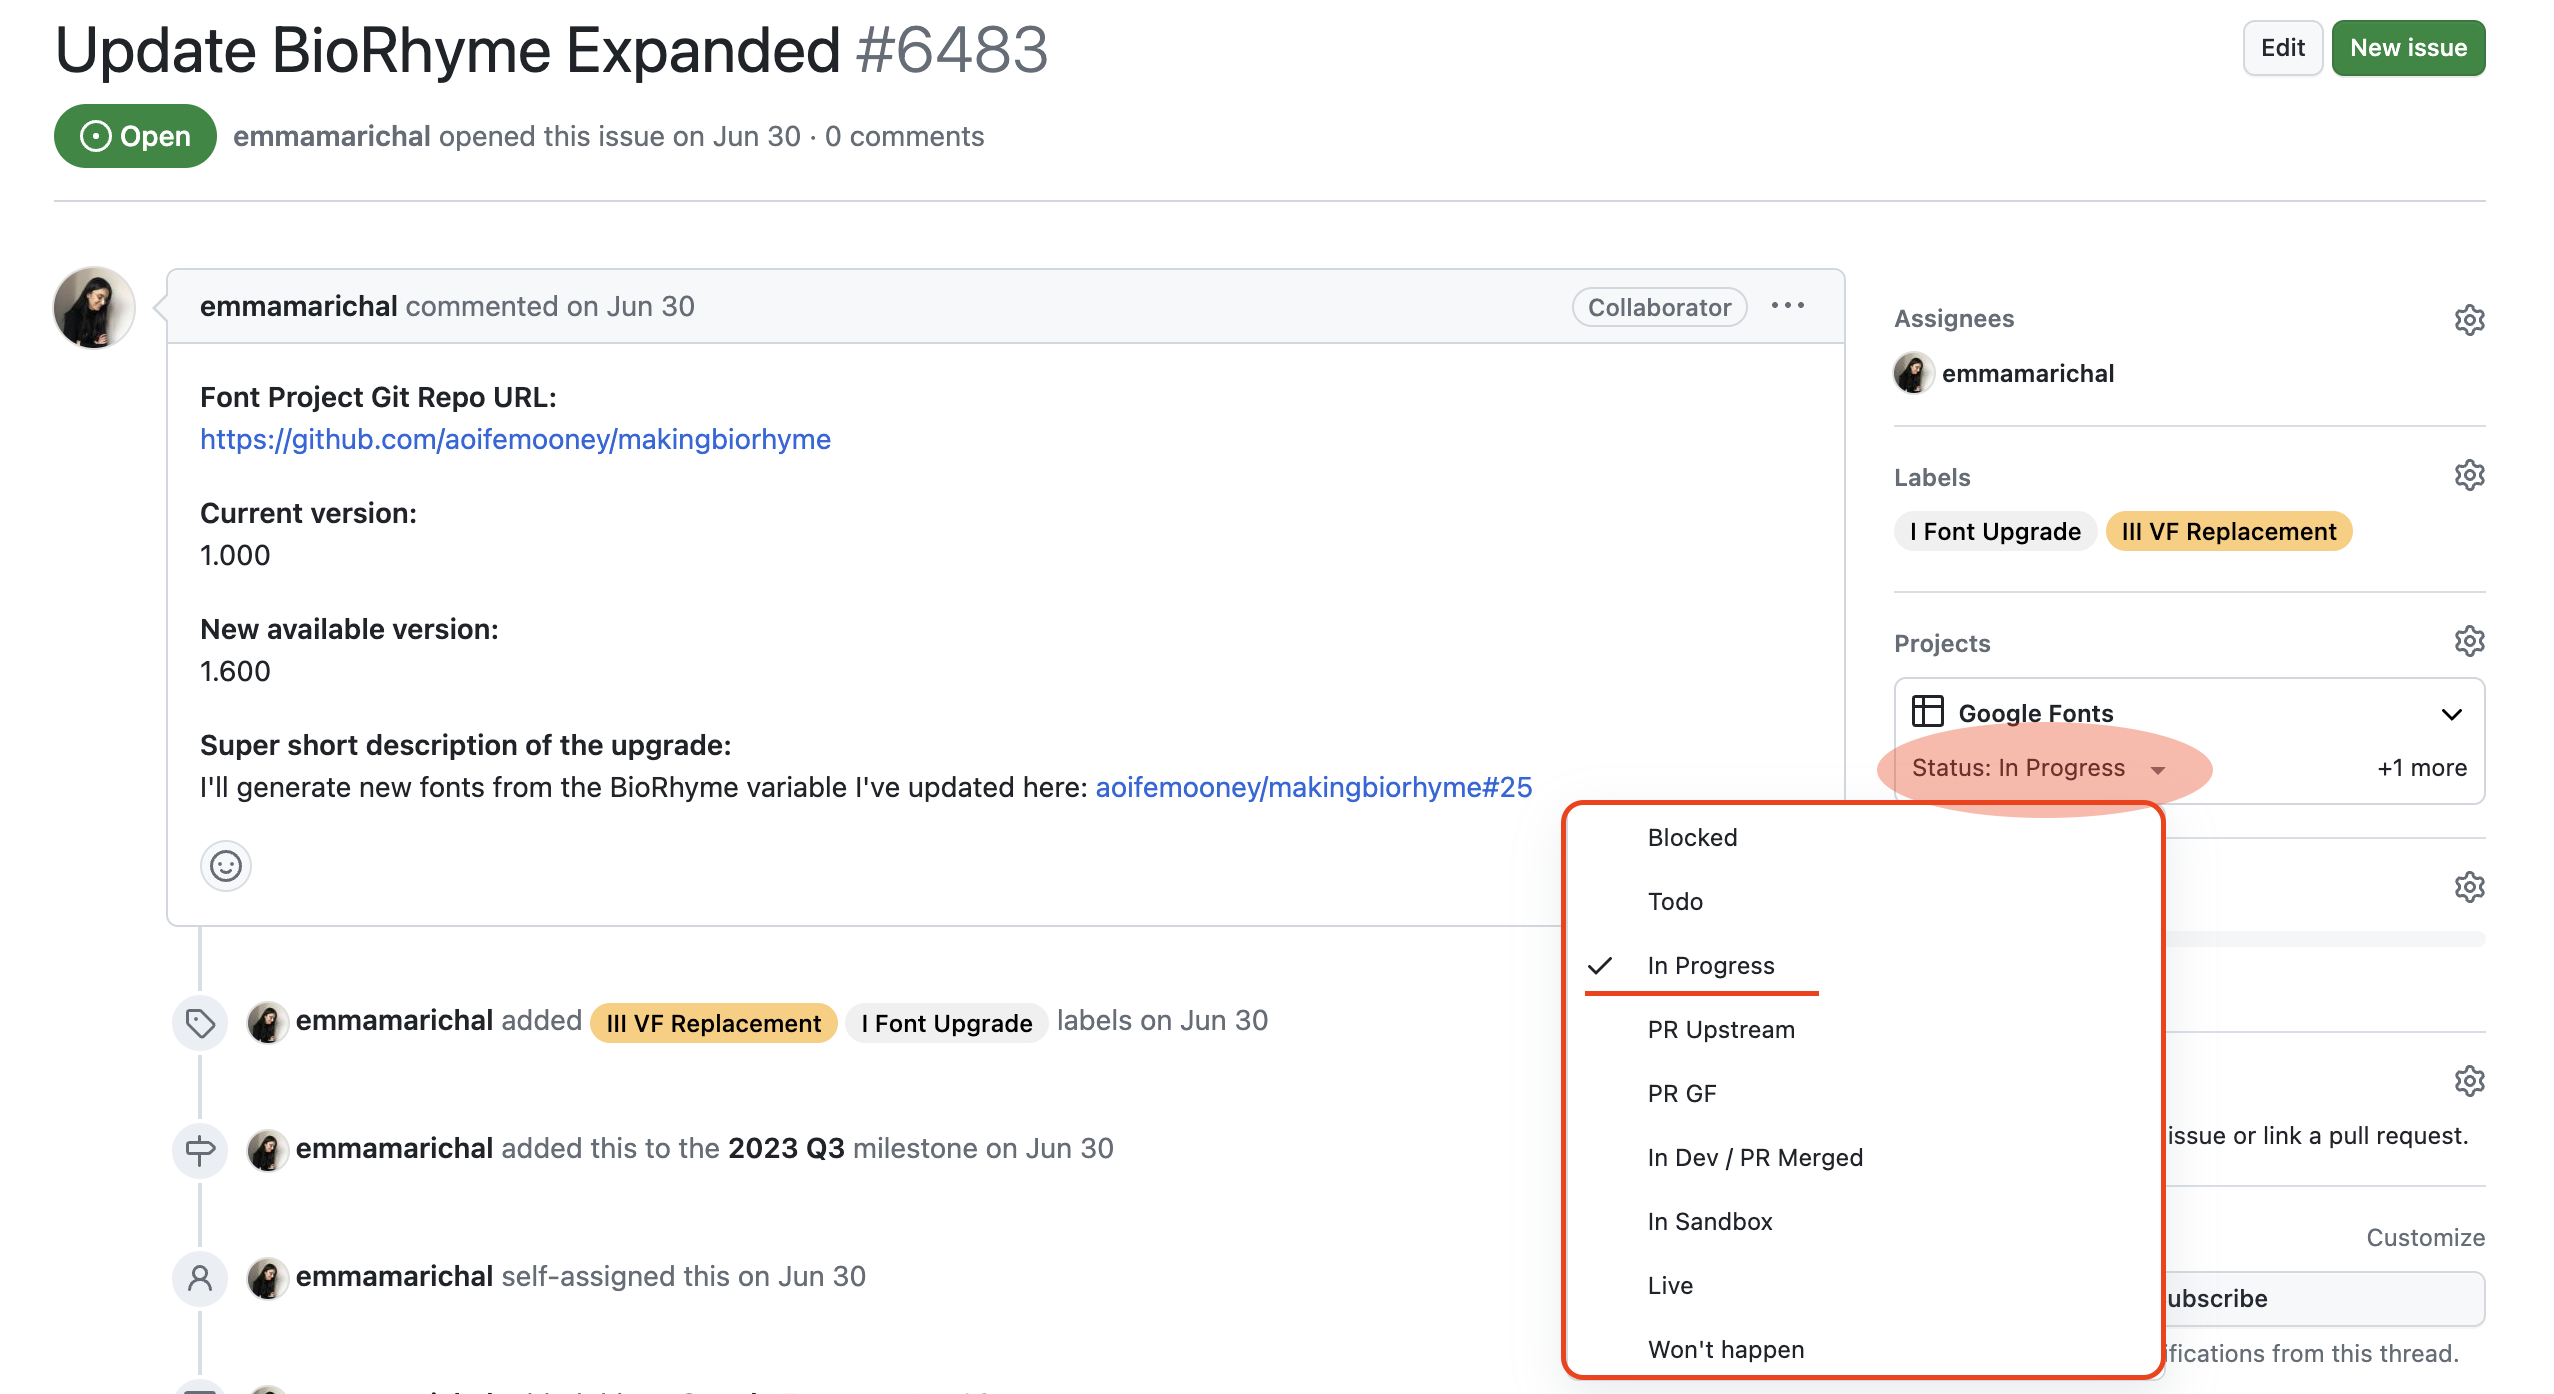 Update BioRhyme Expanded #6483
Edit
New issue
Open
emmamarichal opened this issue on Jun 30 · 0 comments
emmamarichal commented on Jun 30
Collaborator
Font Project Git Repo URL:
https://github.com/aoifemooney/makingbiorhyme
Current version:
1.000
New available version:
1.600
Super short description of the upgrade:
I'll generate new fonts from the BioRhyme variable I've updated here: aoifemooney/makingbiorhyme#25
emmamarichal added III VF Replacement I Font Upgrade labels on Jun 30
emmamarichal added this to the 2023 Q3 milestone on Jun 30
emmamarichal self-assigned this on Jun 30
Assignees
emmamarichal
Labels
I Font Upgrade III VF Replacement
Projects
Google Fonts
Status: In Progress
+1 more
Blocked
Todo
In Progress
PR Upstream
PR GF
In Dev / PR Merged
In Sandbox
Live
Won't happen
issue or link a pull request.
Customize
ubscribe
ifications from this thread.